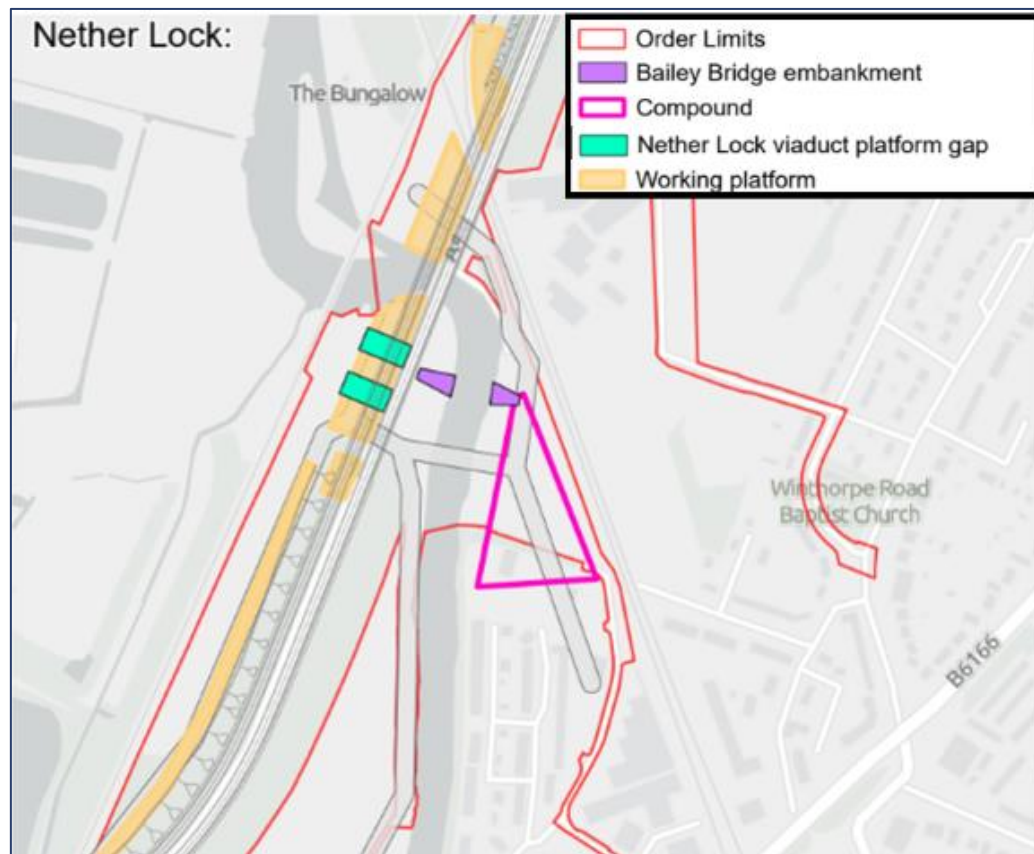 Nether Lock:
Order Limits
Bailey Bridge embankment
Compound
Nether Lock viaduct platform gap
Working platform
The Bungalow
Winthorpe Road
Baptist Church
B6166